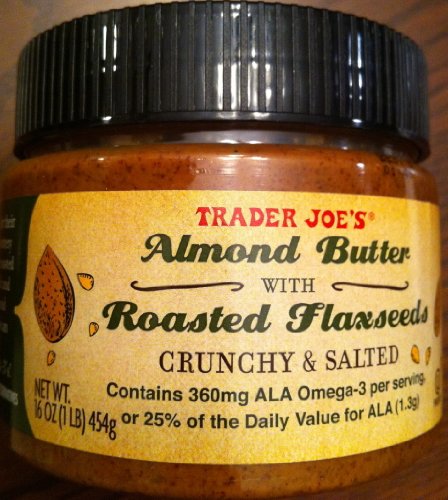 TRADER JOE'S®
Almond Butter
WITH
Roasted Flaxseeds
CRUNCHY & SALTED
Contains 360mg ALA Omega-3 per serving,
or 25% of the Daily Value for ALA (1.3g)
NET WT.
16 OZ (1 LB) 454g